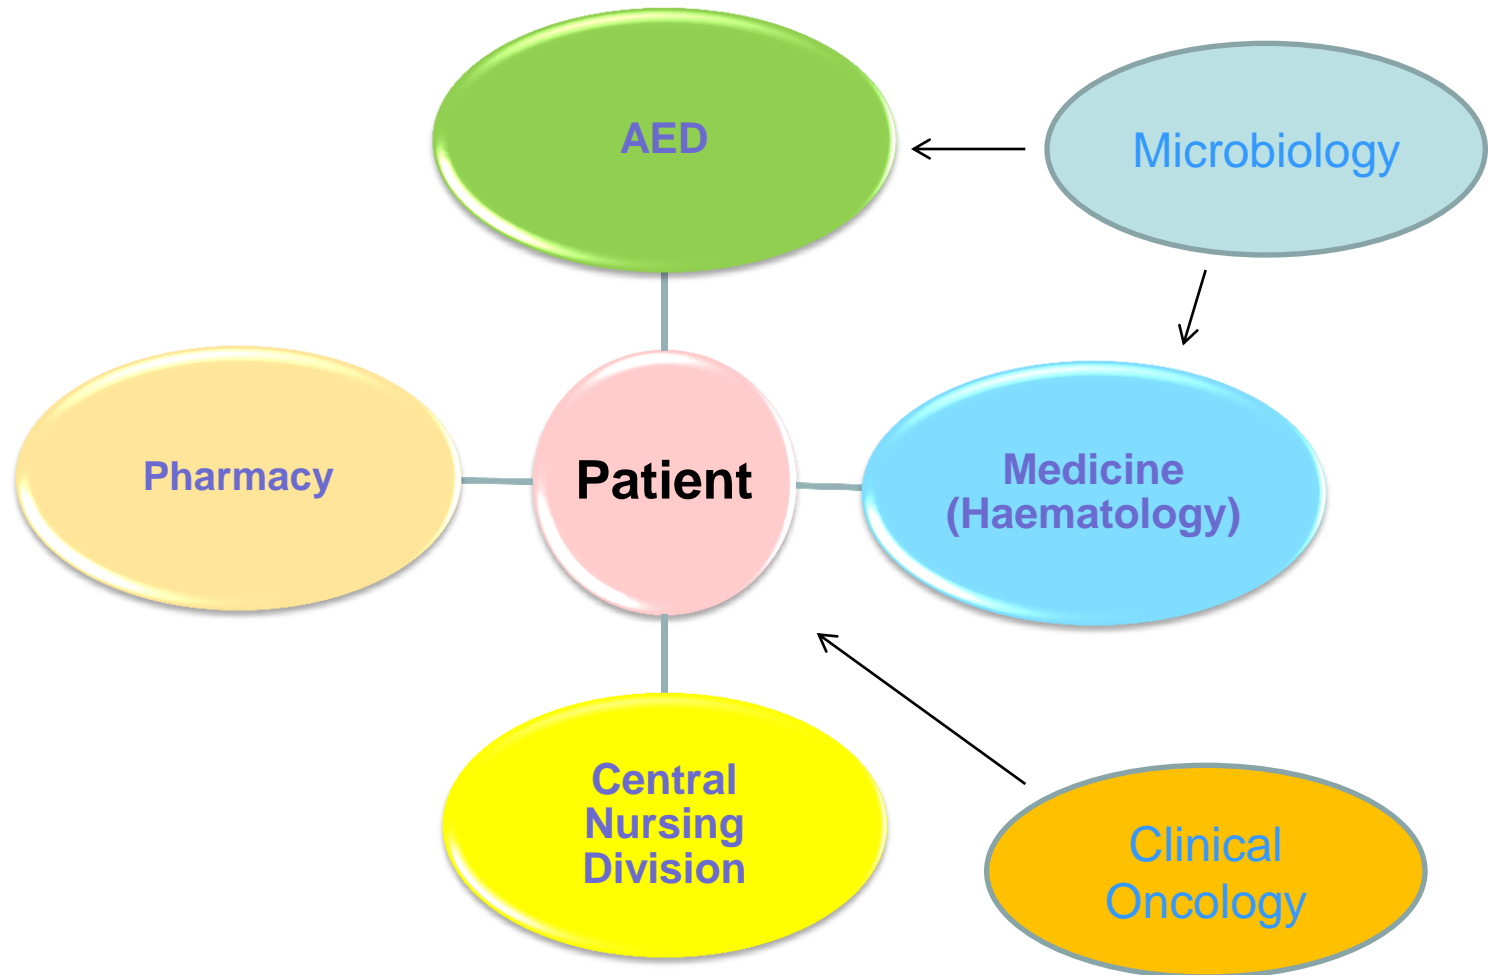 AED
Microbiology
Pharmacy
Patient
Medicine
(Haematology)
Central
Nursing
Division
Clinical
Oncology